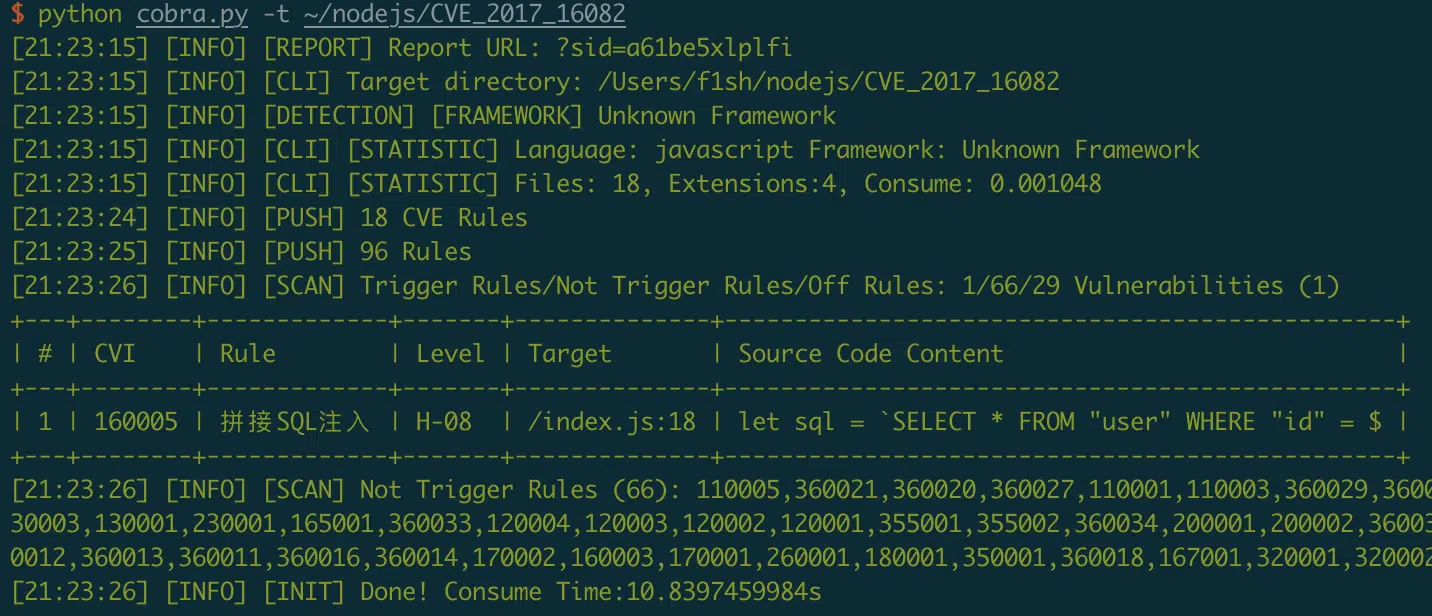 $ python cobra.py -t ~/nodejs/CVE_2017_16082
[21:23:15] [INFO] [REPORT] Report URL: ?sid=a61be5xlplfi
[21:23:15] [INFO] [CLI] Target directory: /Users/f1sh/nodejs/CVE_2017_16082
[21:23:15] [INFO] [DETECTION] [FRAMEWORK] Unknown Framework
[21:23:15] [INFO] [CLI] [STATISTIC] Language: javascript Framework: Unknown Framework
[21:23:15] [INFO] [CLI] [STATISTIC] Files: 18, Extensions:4, Consume: 0.001048
[21:23:24] [INFO] [PUSH] 18 CVE Rules
[21:23:25] [INFO] [PUSH] 96 Rules
[21:23:26] [INFO] [SCAN] Trigger Rules/Not Trigger Rules/Off Rules: 1/66/29 Vulnerabilities (1)
+---+--------+-------------+-------+--------------+------------------------------------------------+
| # | CVI    | Rule        | Level | Target       | Source Code Content                            |
+---+--------+-------------+-------+--------------+------------------------------------------------+
| 1 | 160005 | 拼接SQL注入 | H-08  | /index.js:18 | let sql = `SELECT * FROM "user" WHERE "id" = $ |
+---+--------+-------------+-------+--------------+------------------------------------------------+
[21:23:26] [INFO] [SCAN] Not Trigger Rules (66): 110005,360021,360020,360027,110001,110003,360029,360
30003,130001,230001,165001,360033,120004,120003,120002,120001,355001,355002,360034,200001,200002,36003
0012,360013,360011,360016,360014,170002,160003,170001,260001,180001,350001,360018,167001,320001,320002
[21:23:26] [INFO] [INIT] Done! Consume Time:10.8397459984s